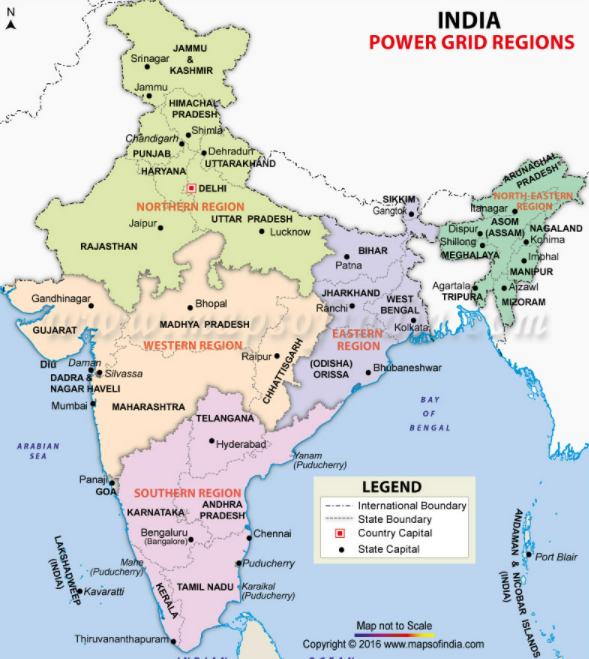 N
INDIA
POWER GRID REGIONS
JAMMU
&
KASHMIR
Srinagar
Jammu
HIMACHAL
PRADESH
Shimla
Chandigarh
PUNJAB
Dehradun
UTTARAKHAND
HARYANA
DELHI
NORTHERN REGION
UTTAR PRADESH
Jaipur
Lucknow
RAJASTHAN
SIKKIM
Gangtok
ARUNACHAL
PRADESH
NORTH-EASTERN
REGION
Itanagar
ASOM
(ASSAM)
Dispur
NAGALAND
Kohima
Shillong
MEGHALAYA
Imphal
MANIPUR
Agartala
TRIPURA
Aizawl
MIZORAM
BIHAR
Patna
JHARKHAND
Ranchi
WEST
BENGAL
Kolkata
EASTERN
REGION
(ODISHA)
ORISSA
Bhubaneshwar
Gandhinagar
GUJARAT
Bhopal
MADHYA PRADESH
WESTERN REGION
Raipur
CHHATTISGARH
Diu
Daman
Silvassa
DADRA &
NAGAR HAVELI
Mumbai
MAHARASHTRA
ARABIAN
SEA
BAY
OF
BENGAL
TELANGANA
Hyderabad
Yanam
(Puducherry)
Panaji
GOA
SOUTHERN REGION
KARNATAKA
ANDHRA
PRADESH
Bengaluru
(Bangalore)
Chennai
Mahe
(Puducherry)
Puducherry
TAMIL NADU
Karaikal
(Puducherry)
KERALA
LAKSHADWEEP
(INDIA)
Kavaratti
Thiruvananthapuram
LEGEND
International Boundary
State Boundary
Country Capital
State Capital
ANDAMAN & NICOBAR ISLANDS
(INDIA)
Port Blair
Map not to Scale
Copyright © 2016 www.mapsofindia.com